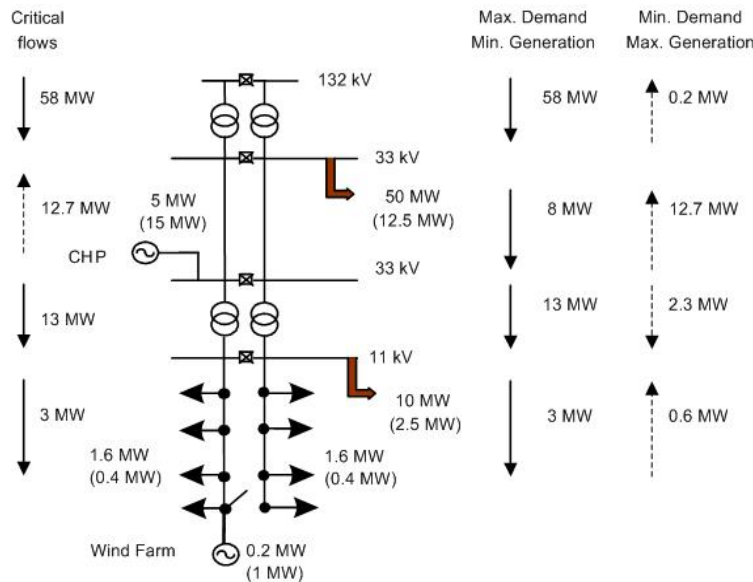 Critical
flows
Max. Demand
Min. Generation
Min. Demand
Max. Generation
132 kV
58 MW
58 MW
0.2 MW
33 kV
5 MW
(15 MW)
50 MW
(12.5 MW)
12.7 MW
8 MW
12.7 MW
CHP
33 kV
13 MW
13 MW
2.3 MW
11 kV
10 MW
(2.5 MW)
3 MW
3 MW
0.6 MW
1.6 MW
(0.4 MW)
1.6 MW
(0.4 MW)
Wind Farm
0.2 MW
(1 MW)